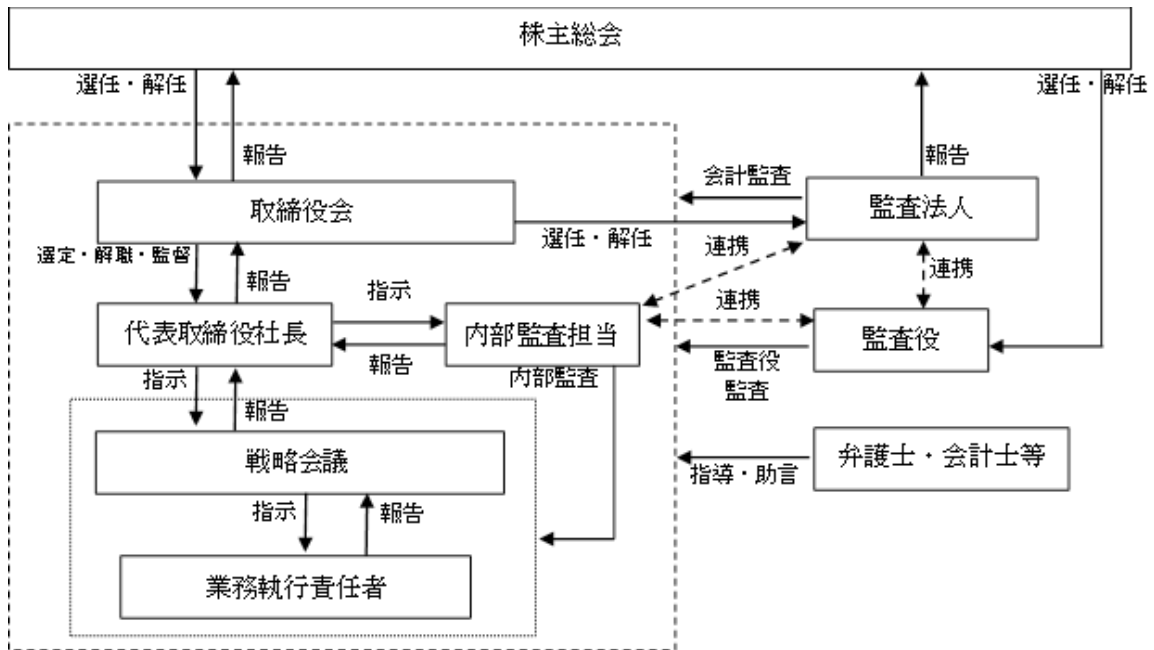 株主総会
選任・解任
選任・解任
報告
報告
会計監査
取締役会
監査法人
選任・解任
選定・解職・監督
報告
連携
連携
指示
連携
代表取締役社長
内部監査担当
監査役
報告
指示
内部監査
監査役
監査
報告
戦略会議
弁護士・会計士等
指導・助言
指示
報告
業務執行責任者